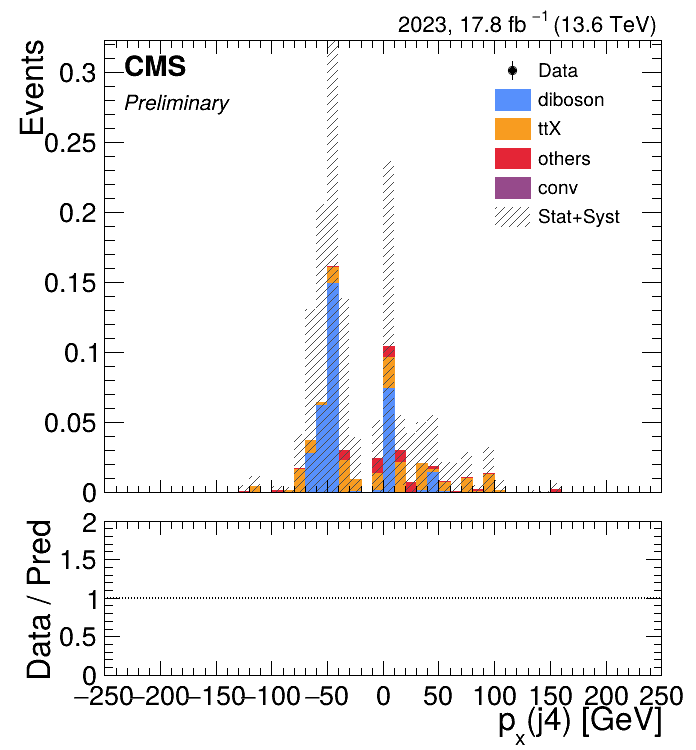 2023, 17.8 fb⁻¹ (13.6 TeV)
CMS
Preliminary
Events
0.3
0.25
0.2
0.15
0.1
0.05
0
Data
diboson
ttX
others
conv
Stat+Syst
Data / Pred
2
1.5
1
0.5
0
−250 −200 −150 −100 −50 0 50 100 150 200 250
pₓ(j4) [GeV]